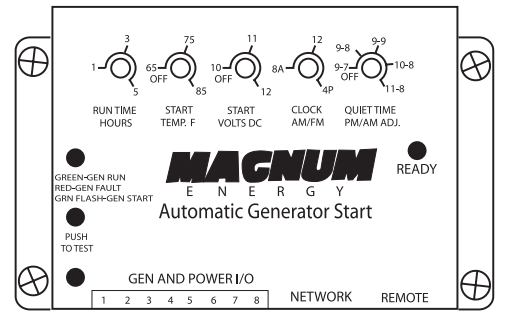 3
1
5
RUN TIME
HOURS
75
65
OFF
85
START
TEMP. F
11
10
OFF
12
START
VOLTS DC
12
8A
4P
CLOCK
AM/FM
9-9
9-8
9-7
OFF
10-8
11-8
QUIET TIME
PM/AM ADJ.
GREEN-GEN RUN
RED-GEN FAULT
GRN FLASH-GEN START
MAGNUM
ENERGY
READY
Automatic Generator Start
PUSH
TO TEST
GEN AND POWER I/O
1 2 3 4 5 6 7 8
NETWORK
REMOTE